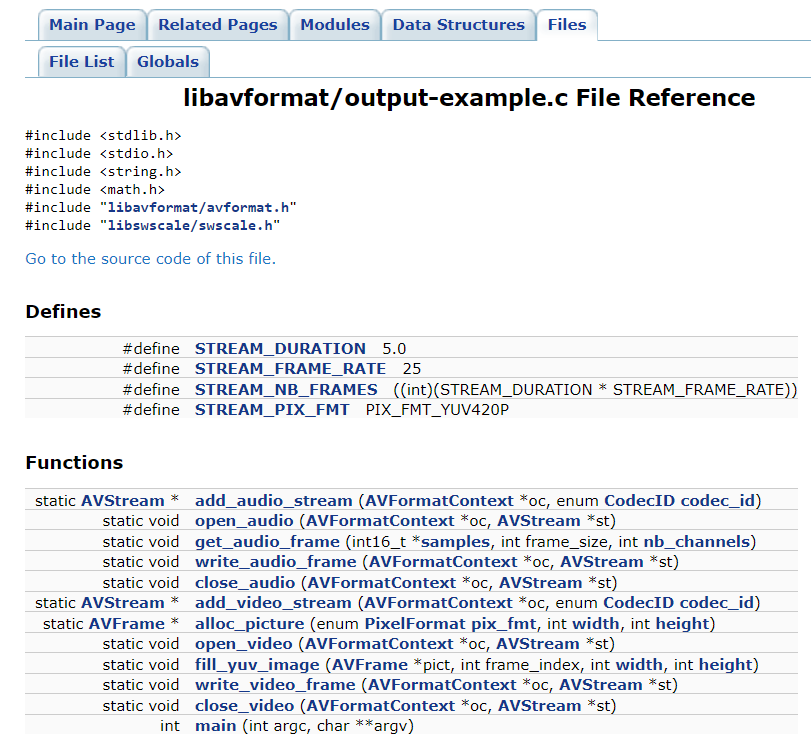 Main Page Related Pages Modules Data Structures Files
File List Globals
libavformat/output-example.c File Reference
#include <stdlib.h>
#include <stdio.h>
#include <string.h>
#include <math.h>
#include "libavformat/avformat.h"
#include "libswscale/swscale.h"
Go to the source code of this file.
Defines
#define STREAM_DURATION 5.0
#define STREAM_FRAME_RATE 25
#define STREAM_NB_FRAMES ((int)(STREAM_DURATION * STREAM_FRAME_RATE))
#define STREAM_PIX_FMT PIX_FMT_YUV420P
Functions
static AVStream * add_audio_stream (AVFormatContext *oc, enum CodecID codec_id)
static void open_audio (AVFormatContext *oc, AVStream *st)
static void get_audio_frame (int16_t *samples, int frame_size, int nb_channels)
static void write_audio_frame (AVFormatContext *oc, AVStream *st)
static void close_audio (AVFormatContext *oc, AVStream *st)
static AVStream * add_video_stream (AVFormatContext *oc, enum CodecID codec_id)
static AVFrame * alloc_picture (enum PixelFormat pix_fmt, int width, int height)
static void open_video (AVFormatContext *oc, AVStream *st)
static void fill_yuv_image (AVFrame *pict, int frame_index, int width, int height)
static void write_video_frame (AVFormatContext *oc, AVStream *st)
static void close_video (AVFormatContext *oc, AVStream *st)
int main (int argc, char **argv)